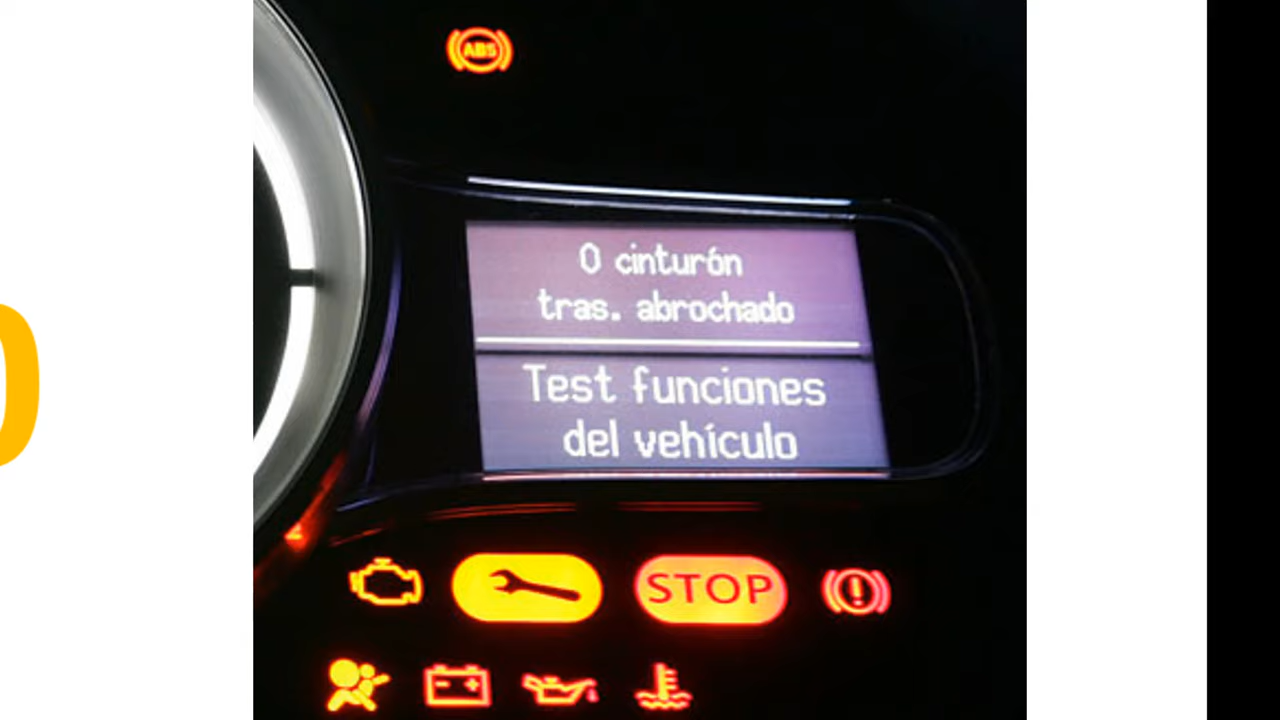 ABS
0 cinturón
tras. abrochado
Test funciones
del vehículo
STOP